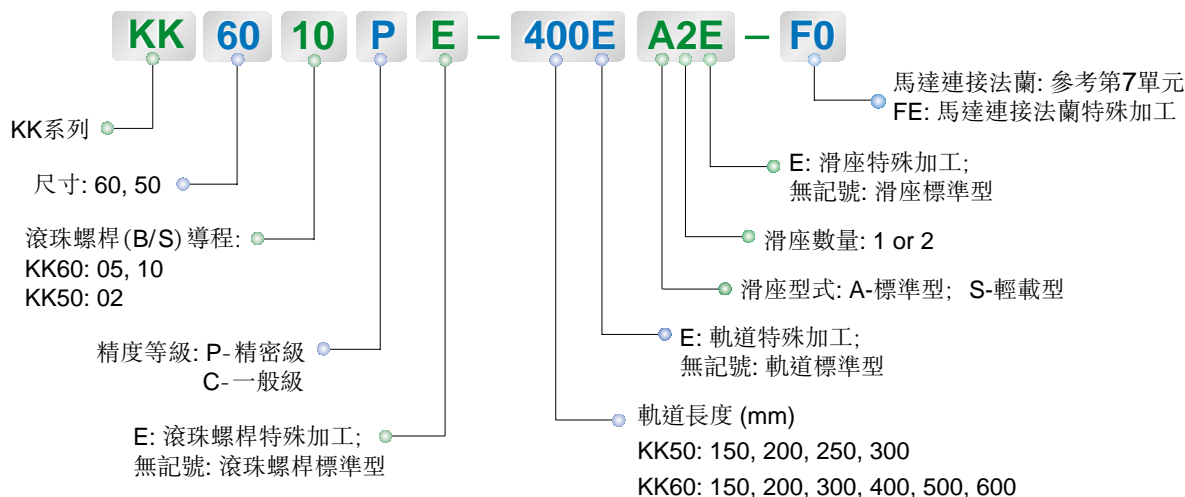 KK 60 10 P E – 400E A2E – F0
馬達連接法蘭: 參考第7單元
FE: 馬達連接法蘭特殊加工
KK系列
E: 滑座特殊加工;
無記號: 滑座標準型
尺寸: 60, 50
滾珠螺桿(B/S)導程:
KK60: 05, 10
KK50: 02
滑座數量: 1 or 2
滑座型式: A-標準型; S-輕載型
精度等級: P-精密級
C-一般級
E: 軌道特殊加工;
無記號: 軌道標準型
E: 滾珠螺桿特殊加工;
無記號: 滾珠螺桿標準型
軌道長度 (mm)
KK50: 150, 200, 250, 300
KK60: 150, 200, 300, 400, 500, 600